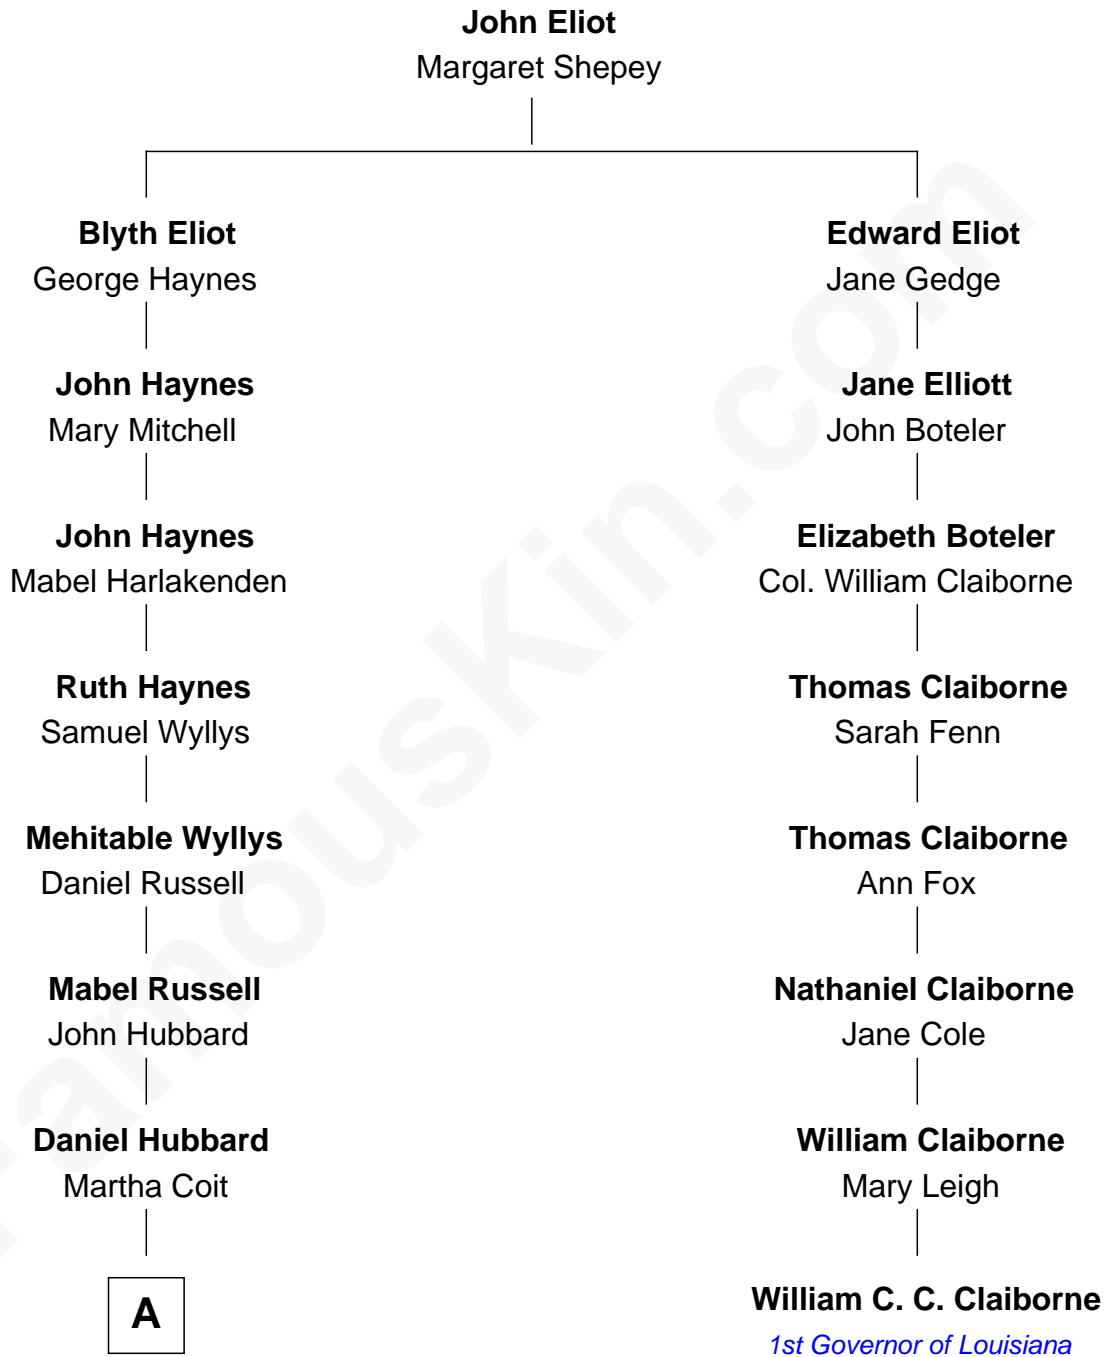 John Eliot
Margaret Shepey
Blyth Eliot
George Haynes
Edward Eliot
Jane Gedge
John Haynes
Mary Mitchell
Jane Elliott
John Boteler
John Haynes
Mabel Harlakenden
Elizabeth Boteler
Col. William Claiborne
Ruth Haynes
Samuel Wyllys
Thomas Claiborne
Sarah Fenn
Mehitable Wyllys
Daniel Russell
Thomas Claiborne
Ann Fox
Mabel Russell
John Hubbard
Nathaniel Claiborne
Jane Cole
Daniel Hubbard
Martha Coit
William Claiborne
Mary Leigh
A
William C. C. Claiborne
1st Governor of Louisiana
FamousKin.com